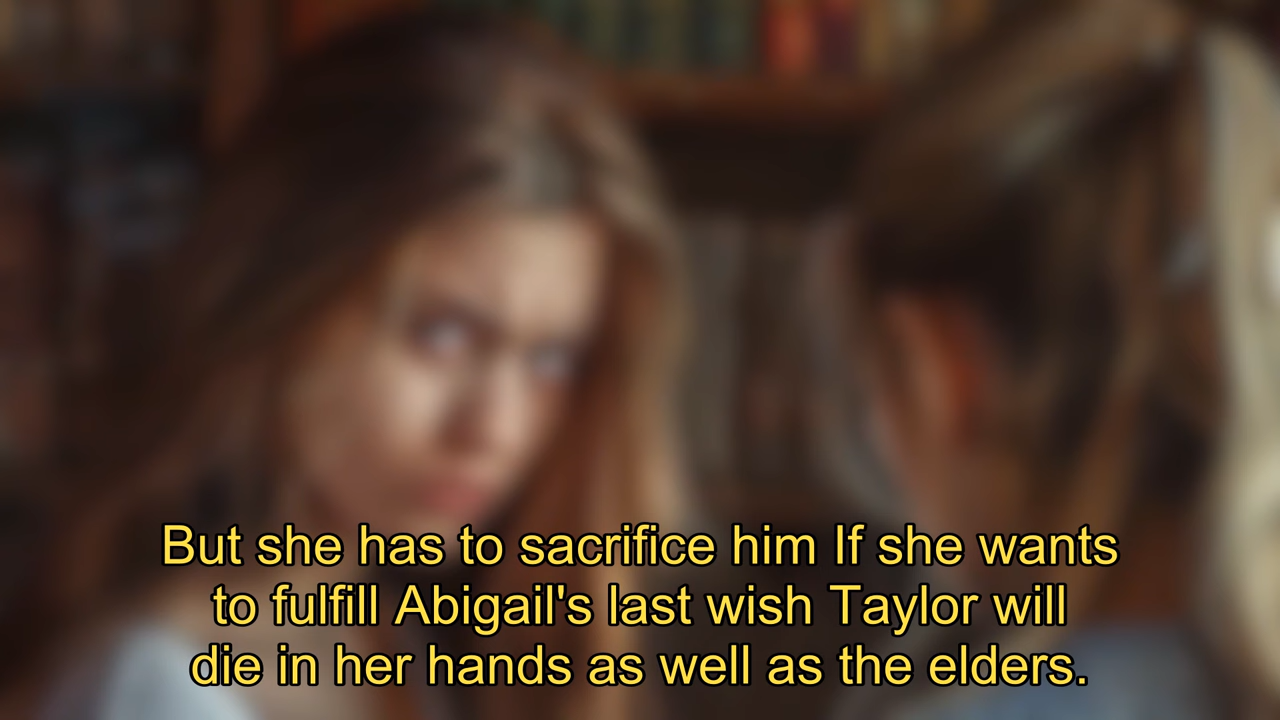 But she has to sacrifice him If she wants
to fulfill Abigail's last wish Taylor will
die in her hands as well as the elders.